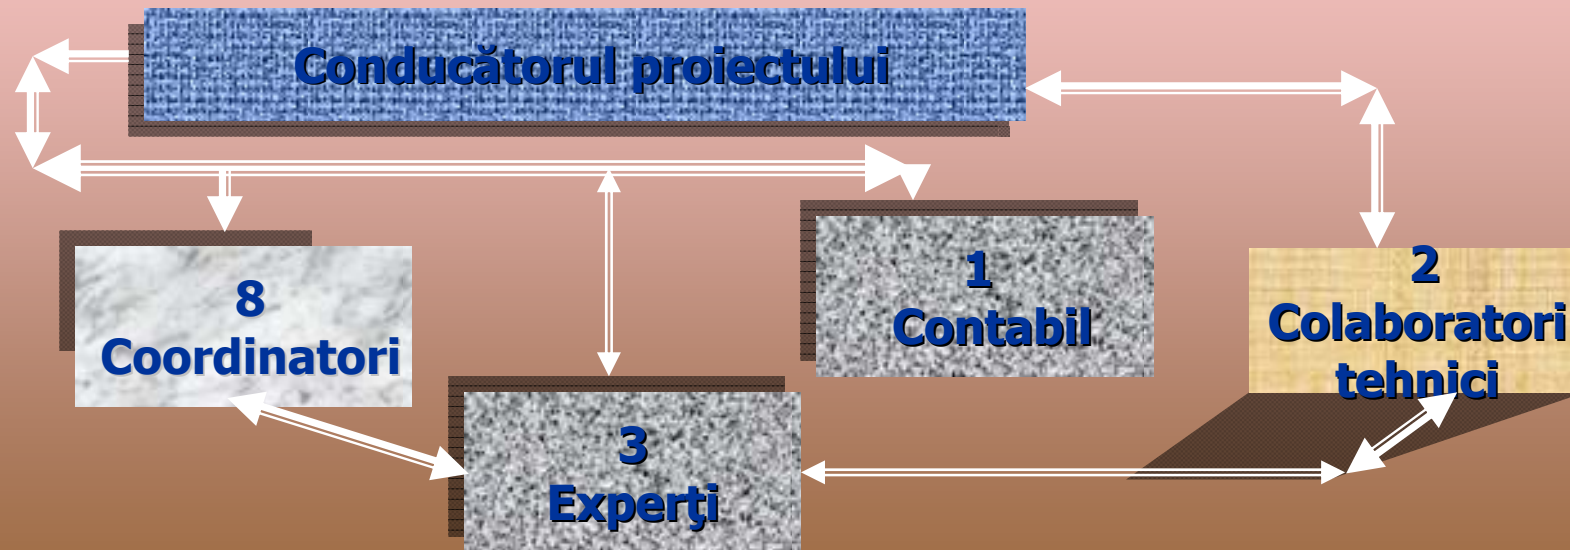 Conducătorul proiectului
8
Coordinatori
1
Contabil
2
Colaboratori
tehnici
3
Experţi